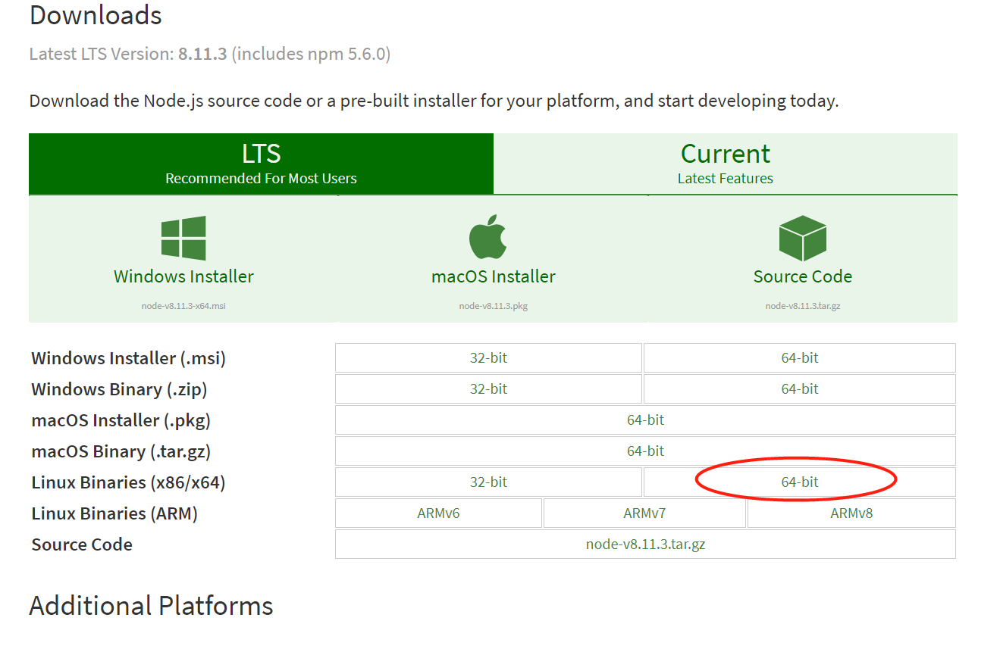 Downloads
Latest LTS Version: 8.11.3 (includes npm 5.6.0)
Download the Node.js source code or a pre-built installer for your platform, and start developing today.
LTS
Recommended For Most Users
Current
Latest Features
Windows Installer
node-v8.11.3-x64.msi
macOS Installer
node-v8.11.3.pkg
Source Code
node-v8.11.3.tar.gz
Windows Installer (.msi) 32-bit 64-bit
Windows Binary (.zip) 32-bit 64-bit
macOS Installer (.pkg) 64-bit
macOS Binary (.tar.gz) 64-bit
Linux Binaries (x86/x64) 32-bit 64-bit
Linux Binaries (ARM) ARMv6 ARMv7 ARMv8
Source Code node-v8.11.3.tar.gz
Additional Platforms